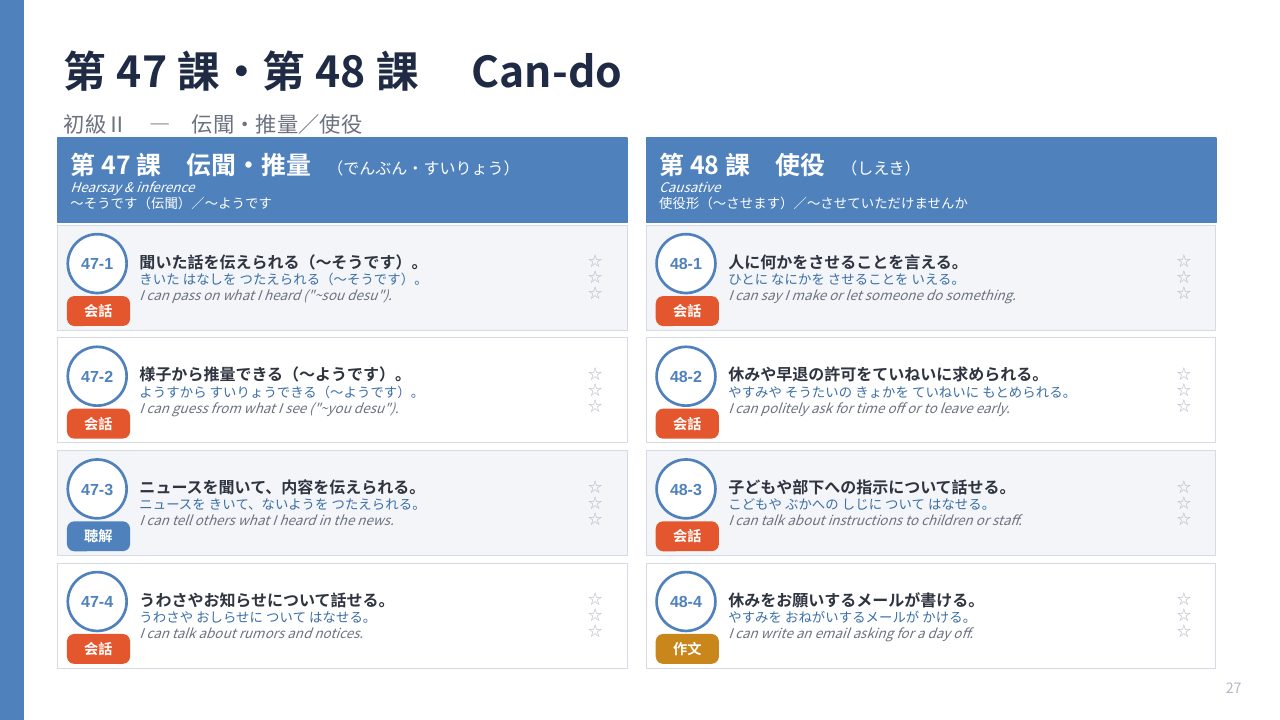 第 47 課・第 48 課　Can-do
初級Ⅱ　―　伝聞・推量／使役
第 47 課　伝聞・推量　（でんぶん・すいりょう）
Hearsay & inference
～そうです（伝聞）／～ようです
47-1
会話
聞いた話を伝えられる（～そうです）。
きいた はなしを つたえられる（～そうです）。
I can pass on what I heard ("~sou desu").
☆
☆
☆
47-2
会話
様子から推量できる（～ようです）。
ようすから すいりょうできる（～ようです）。
I can guess from what I see ("~you desu").
☆
☆
☆
47-3
聴解
ニュースを聞いて、内容を伝えられる。
ニュースを きいて、ないようを つたえられる。
I can tell others what I heard in the news.
☆
☆
☆
47-4
会話
うわさやお知らせについて話せる。
うわさや おしらせに ついて はなせる。
I can talk about rumors and notices.
☆
☆
☆
第 48 課　使役　（しえき）
Causative
使役形（～させます）／～させていただけませんか
48-1
会話
人に何かをさせることを言える。
ひとに なにかを させることを いえる。
I can say I make or let someone do something.
☆
☆
☆
48-2
会話
休みや早退の許可をていねいに求められる。
やすみや そうたいの きょかを ていねいに もとめられる。
I can politely ask for time off or to leave early.
☆
☆
☆
48-3
会話
子どもや部下への指示について話せる。
こどもや ぶかへの しじに ついて はなせる。
I can talk about instructions to children or staff.
☆
☆
☆
48-4
作文
休みをお願いするメールが書ける。
やすみを おねがいするメールが かける。
I can write an email asking for a day off.
☆
☆
☆
27